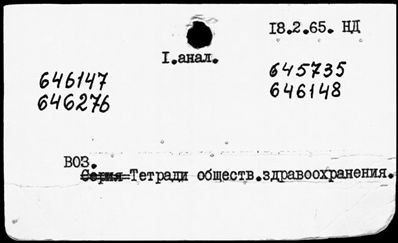 18.2.65. НД
I.анал.
646147 645735
646276 646148
ВОЗ.
Серия=Тетради обществ.здравоохранения.